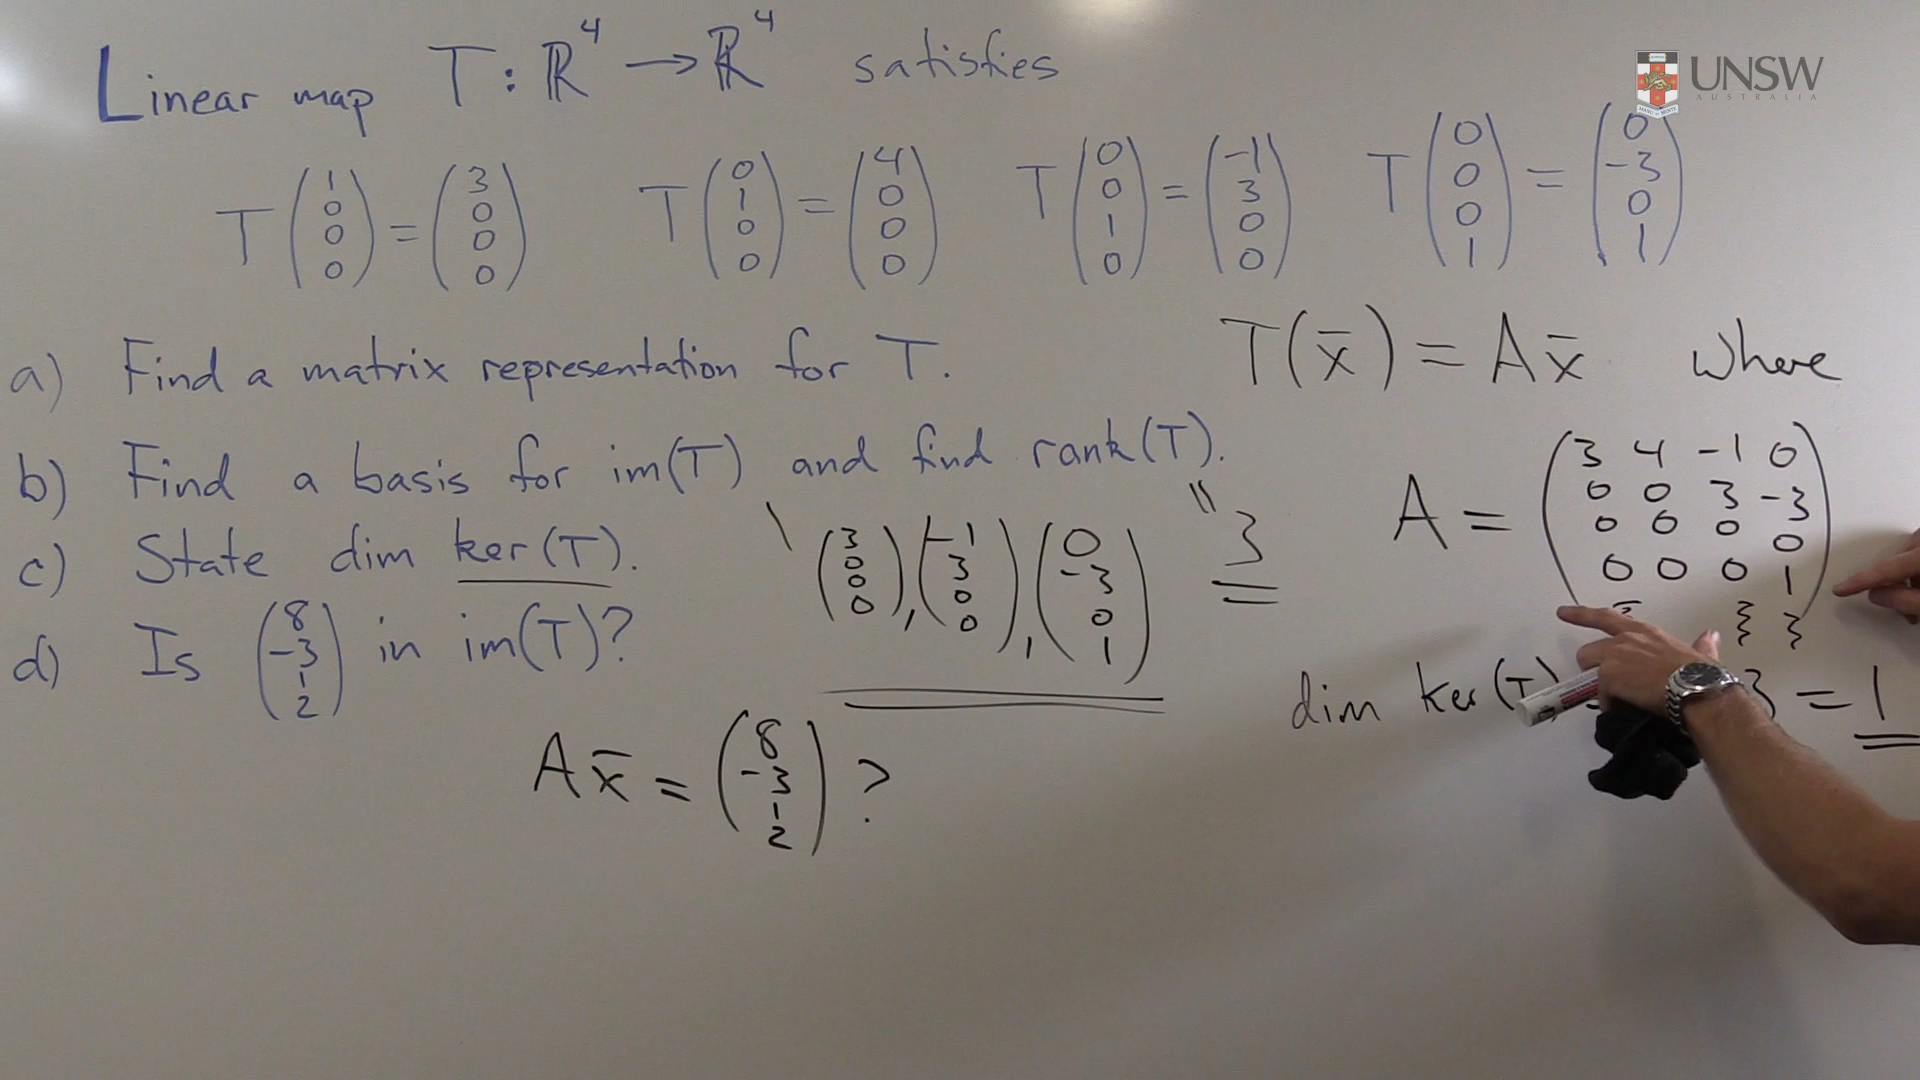 Linear map T : ℝ⁴ → ℝ⁴ satisfies
UNSW
AUSTRALIA
T(1 0 0 0) = (3 0 0 0) T(0 1 0 0) = (4 0 0 0) T(0 0 1 0) = (-1 3 0 0) T(0 0 0 1) = (0 -3 0 1)
a) Find a matrix representation for T.
T(x̄) = Ax̄ where
b) Find a basis for im(T) and find rank(T).
A = (3 4 -1 0
0 0 3 -3
0 0 0 0
0 0 0 1)
c) State dim ker(T).
(3 0 0 0), (-1 3 0 0), (0 -3 0 1)
3
d) Is (8 -3 1 2) in im(T)?
dim ker(T) 3 = 1
Ax̄ = (8 -3 1 2) ?